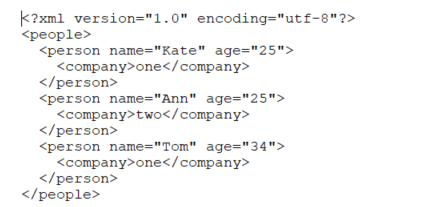 <?xml version="1.0" encoding="utf-8"?>
<people>
  <person name="Kate" age="25">
    <company>one</company>
  </person>
  <person name="Ann" age="25">
    <company>two</company>
  </person>
  <person name="Tom" age="34">
    <company>one</company>
  </person>
</people>